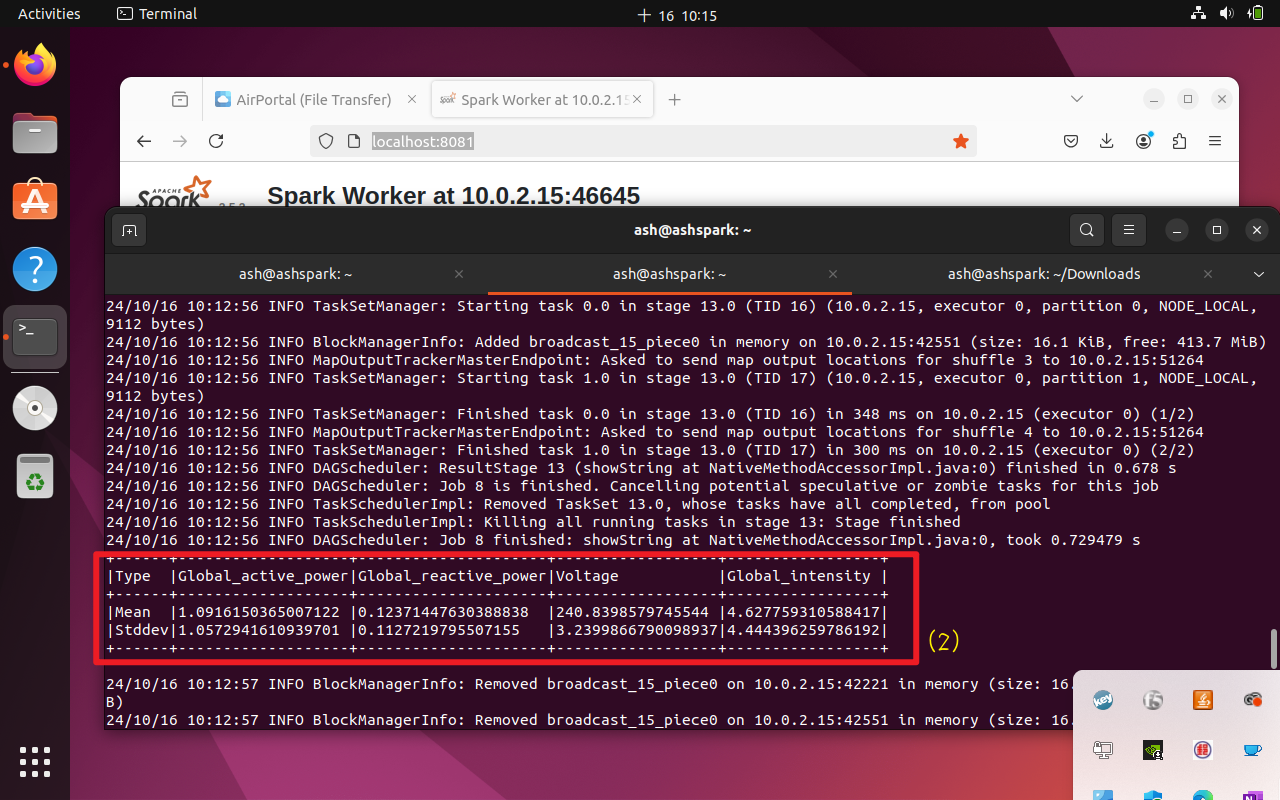 Activities
Terminal
16 10:15
AirPortal (File Transfer)
Spark Worker at 10.0.2.15
localhost:8081
APACHE
Spark
Spark Worker at 10.0.2.15:46645
ash@ashspark: ~
ash@ashspark: ~
ash@ashspark: ~
ash@ashspark: ~/Downloads
24/10/16 10:12:56 INFO TaskSetManager: Starting task 0.0 in stage 13.0 (TID 16) (10.0.2.15, executor 0, partition 0, NODE_LOCAL,
9112 bytes)
24/10/16 10:12:56 INFO BlockManagerInfo: Added broadcast_15_piece0 in memory on 10.0.2.15:42551 (size: 16.1 KiB, free: 413.7 MiB)
24/10/16 10:12:56 INFO MapOutputTrackerMasterEndpoint: Asked to send map output locations for shuffle 3 to 10.0.2.15:51264
24/10/16 10:12:56 INFO TaskSetManager: Starting task 1.0 in stage 13.0 (TID 17) (10.0.2.15, executor 0, partition 1, NODE_LOCAL,
9112 bytes)
24/10/16 10:12:56 INFO TaskSetManager: Finished task 0.0 in stage 13.0 (TID 16) in 348 ms on 10.0.2.15 (executor 0) (1/2)
24/10/16 10:12:56 INFO MapOutputTrackerMasterEndpoint: Asked to send map output locations for shuffle 4 to 10.0.2.15:51264
24/10/16 10:12:56 INFO TaskSetManager: Finished task 1.0 in stage 13.0 (TID 17) in 300 ms on 10.0.2.15 (executor 0) (2/2)
24/10/16 10:12:56 INFO DAGScheduler: ResultStage 13 (showString at NativeMethodAccessorImpl.java:0) finished in 0.678 s
24/10/16 10:12:56 INFO DAGScheduler: Job 8 is finished. Cancelling potential speculative or zombie tasks for this job
24/10/16 10:12:56 INFO TaskSchedulerImpl: Removed TaskSet 13.0, whose tasks have all completed, from pool
24/10/16 10:12:56 INFO TaskSchedulerImpl: Killing all running tasks in stage 13: Stage finished
24/10/16 10:12:56 INFO DAGScheduler: Job 8 finished: showString at NativeMethodAccessorImpl.java:0, took 0.729479 s
+------+-------------------+---------------------+------------------+-----------------+
|Type  |Global_active_power|Global_reactive_power|Voltage           |Global_intensity |
+------+-------------------+---------------------+------------------+-----------------+
|Mean  |1.0916150365007122 |0.12371447630388838  |240.8398579745544 |4.627759310588417|
|Stddev|1.0572941610939701 |0.1127219795507155   |3.2399866790098937|4.444396259786192|
+------+-------------------+---------------------+------------------+-----------------+
(2)
24/10/16 10:12:57 INFO BlockManagerInfo: Removed broadcast_15_piece0 on 10.0.2.15:42221 in memory (size: 16.
B)
24/10/16 10:12:57 INFO BlockManagerInfo: Removed broadcast_15_piece0 on 10.0.2.15:42551 in memory (size: 16.
key